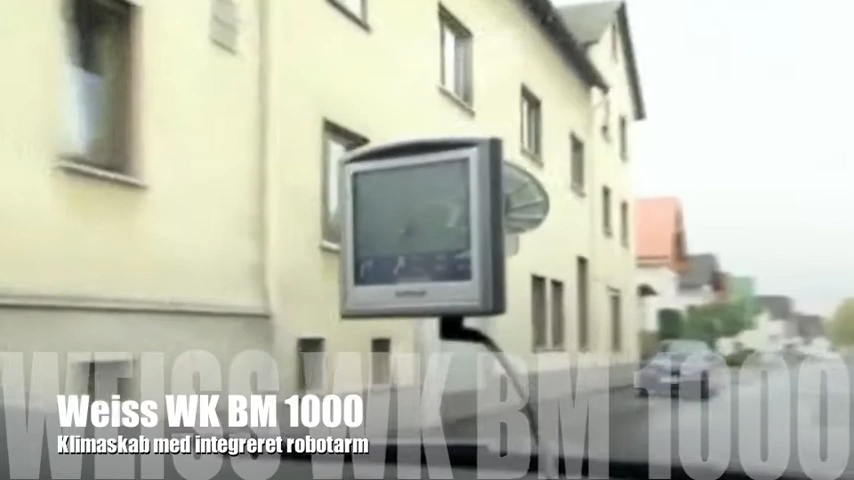 WEISS WK BM 1000
Weiss WK BM 1000
Klimaskab med integreret robotarm